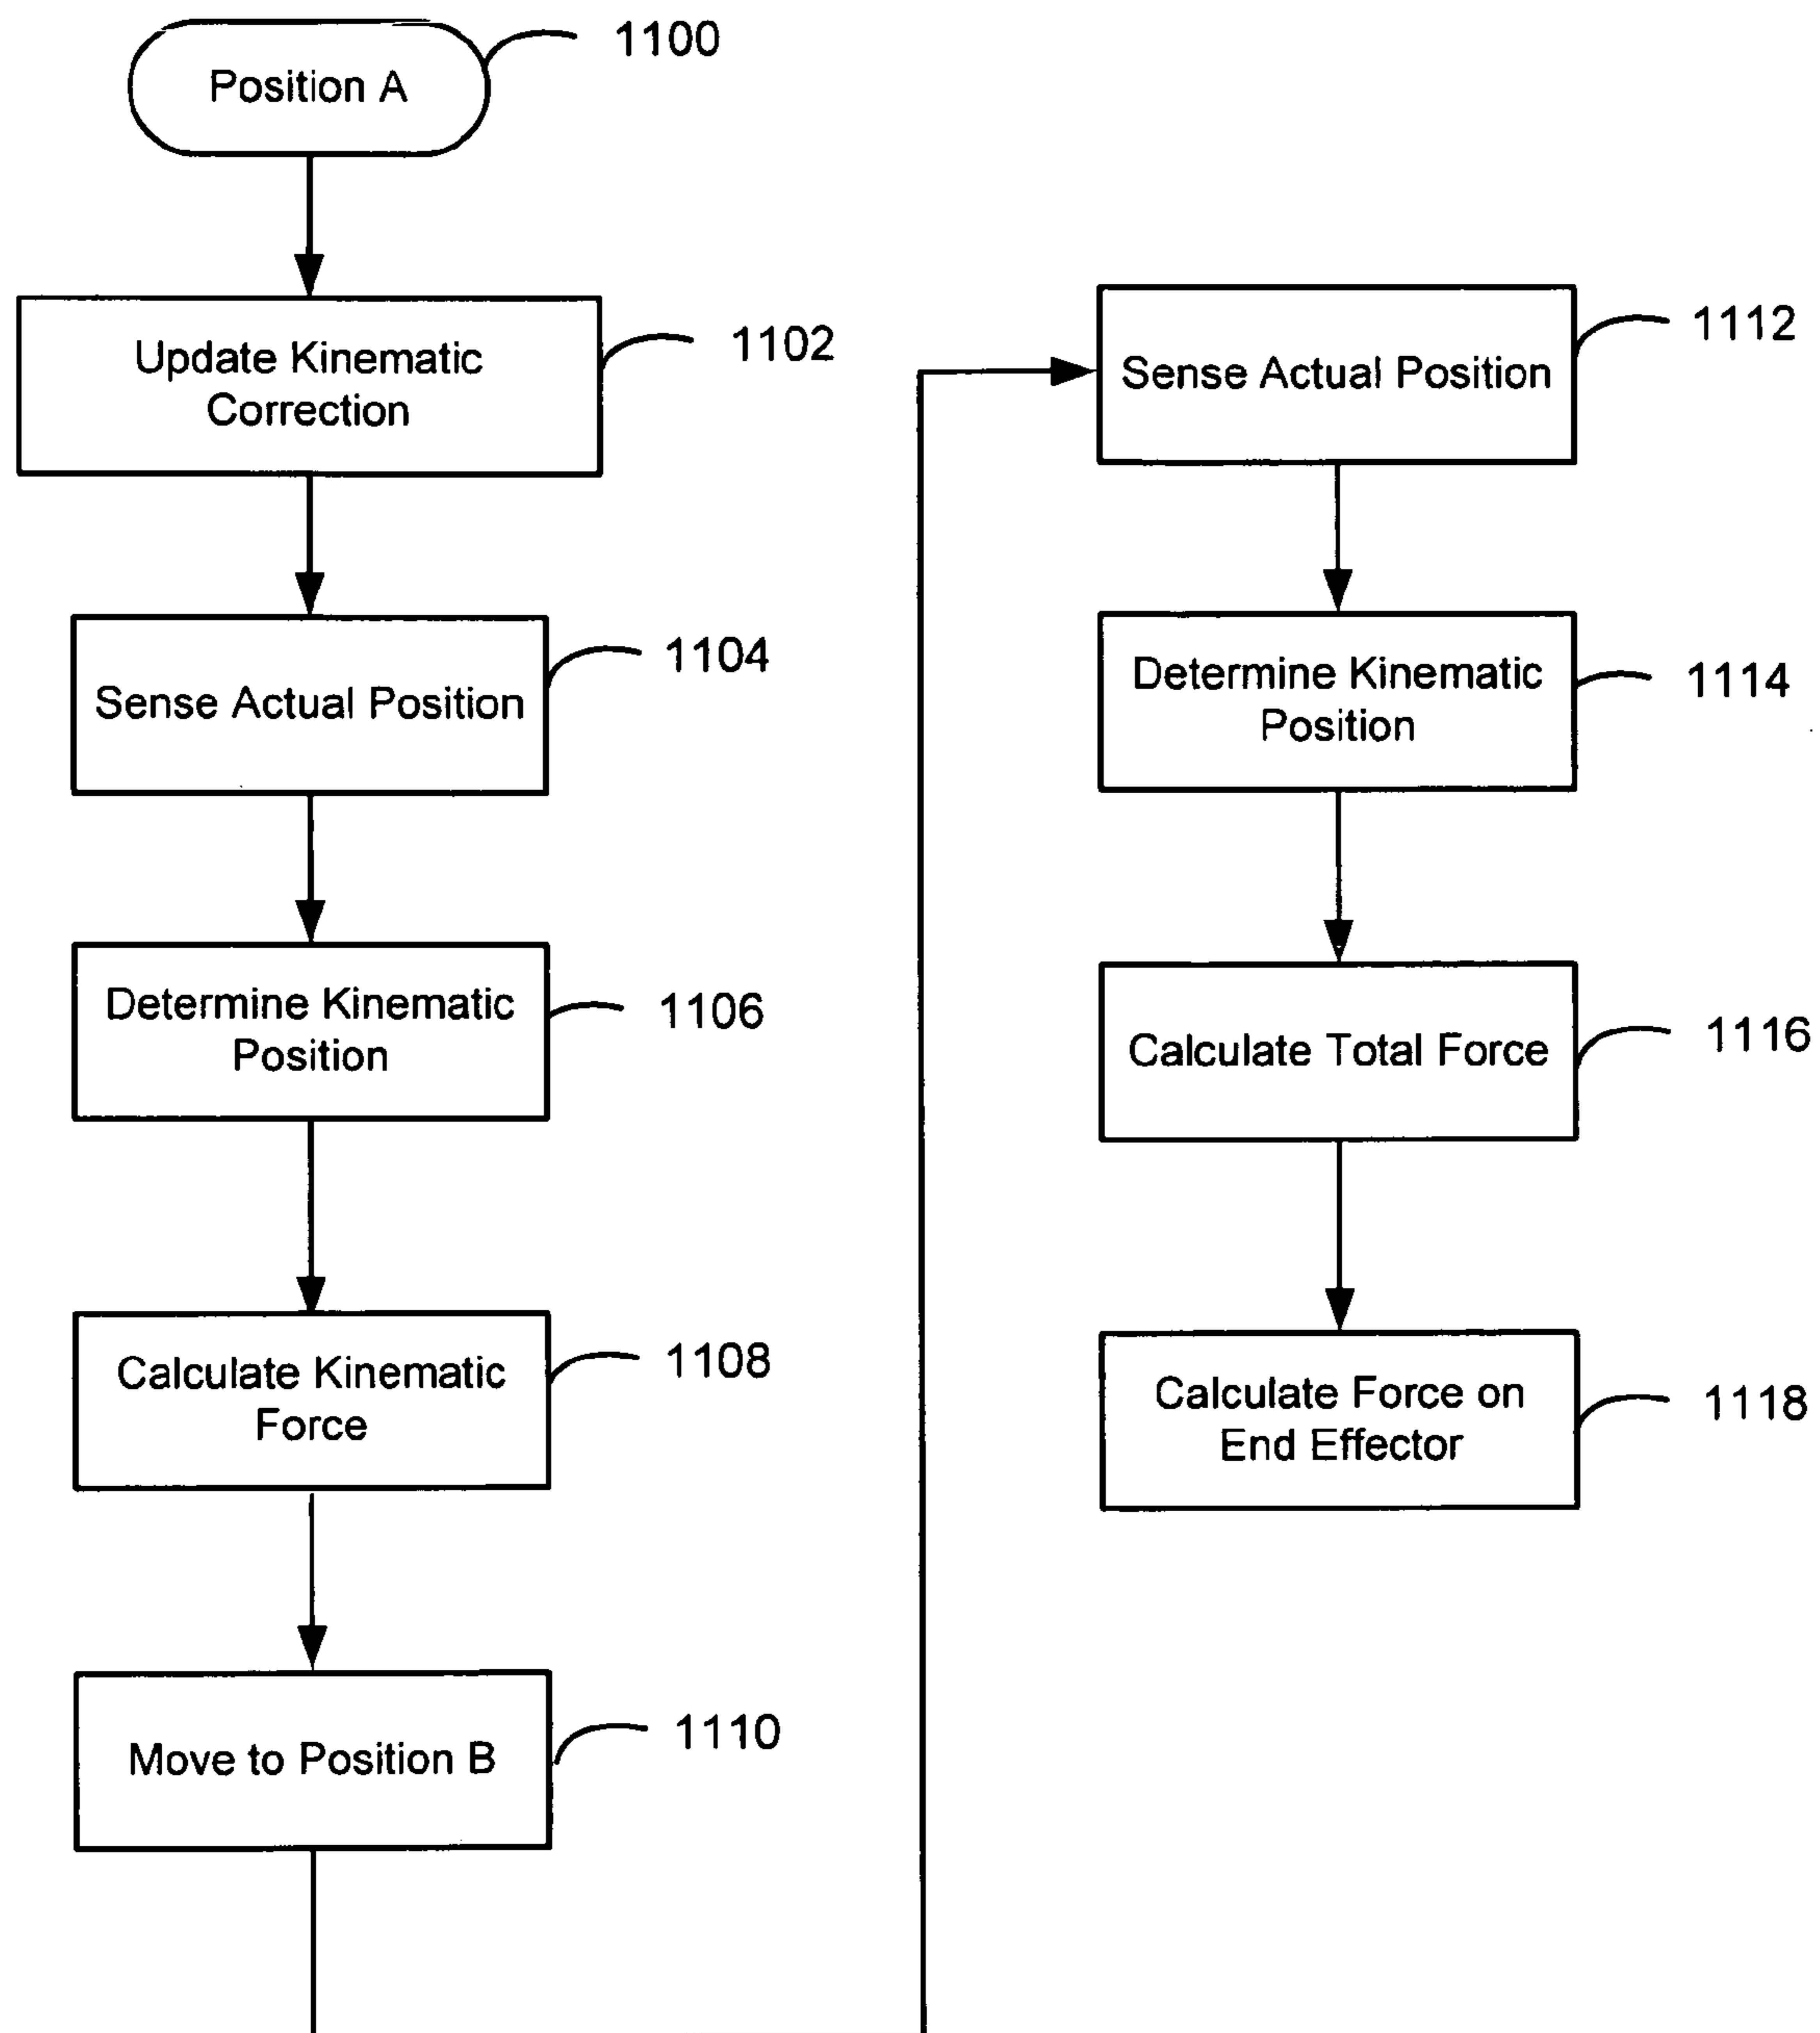 Position A
1100
Update Kinematic
Correction
1102
Sense Actual Position
1104
Determine Kinematic
Position
1106
Calculate Kinematic
Force
1108
Move to Position B
1110
Sense Actual Position
1112
Determine Kinematic
Position
1114
Calculate Total Force
1116
Calculate Force on
End Effector
1118